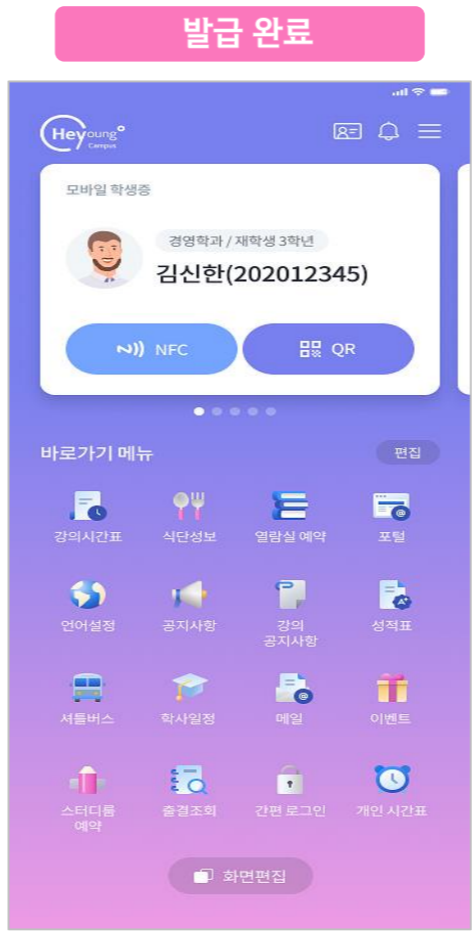 발급 완료
Heyoung
Campus
모바일 학생증
경영학과 / 재학생 3학년
김신한(202012345)
NFC
QR
바로가기 메뉴
편집
강의시간표
식단정보
열람실 예약
포털
언어설정
공지사항
강의
공지사항
성적표
셔틀버스
학사일정
메일
이벤트
스터디룸
예약
출결조회
간편 로그인
개인 시간표
화면편집